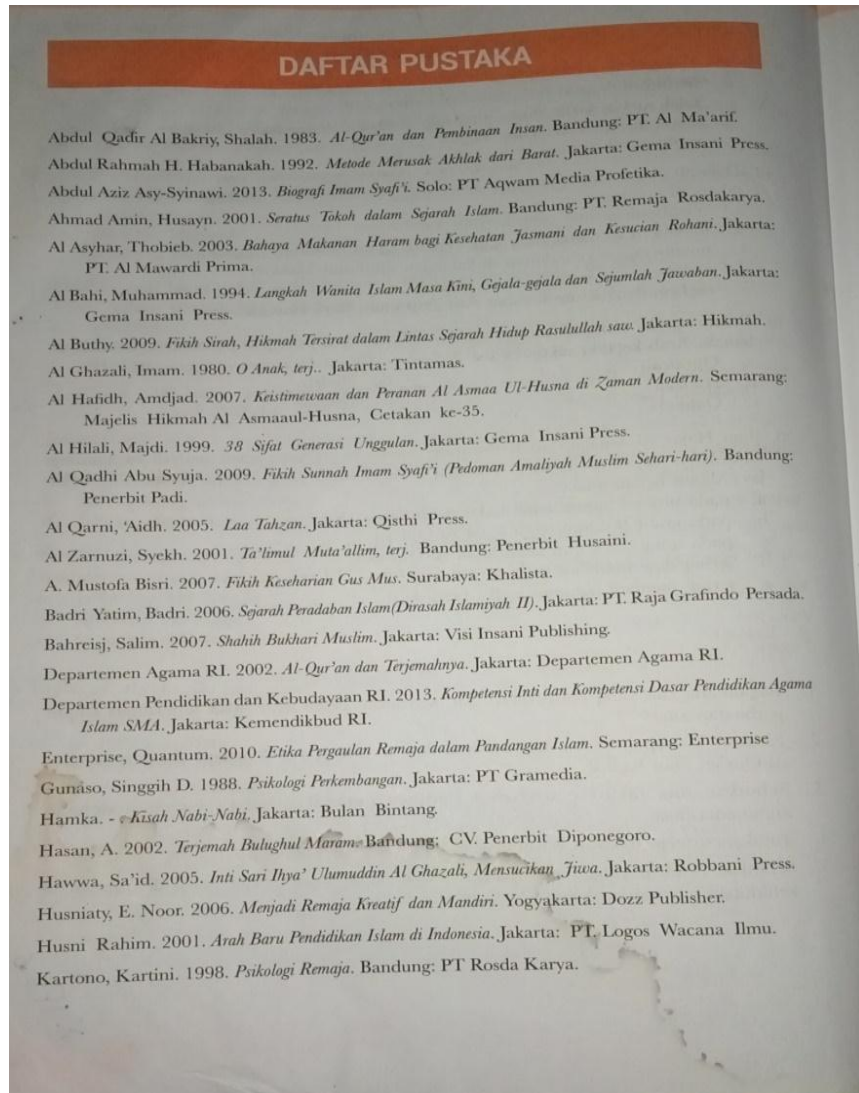 DAFTAR PUSTAKA
Abdul Qadir Al Bakriy, Shalah. 1983. Al-Qur'an dan Pembinaan Insan. Bandung: PT. Al Ma'arif.
Abdul Rahmah H. Habanakah. 1992. Metode Merusak Akhlak dari Barat. Jakarta: Gema Insani Press.
Abdul Aziz Asy-Syinawi. 2013. Biografi Imam Syafi'i. Solo: PT Aqwam Media Profetika.
Ahmad Amin, Husayn. 2001. Seratus Tokoh dalam Sejarah Islam. Bandung: PT. Remaja Rosdakarya.
Al Asyhar, Thobieb. 2003. Bahaya Makanan Haram bagi Kesehatan Jasmani dan Kesucian Rohani. Jakarta:
PT. Al Mawardi Prima.
Al Bahi, Muhammad. 1994. Langkah Wanita Islam Masa Kini, Gejala-gejala dan Sejumlah Jawaban. Jakarta:
Gema Insani Press.
Al Buthy. 2009. Fikih Sirah, Hikmah Tersirat dalam Lintas Sejarah Hidup Rasulullah saw. Jakarta: Hikmah.
Al Ghazali, Imam. 1980. O Anak, terj.. Jakarta: Tintamas.
Al Hafidh, Amdjad. 2007. Keistimewaan dan Peranan Al Asmaa Ul-Husna di Zaman Modern. Semarang:
Majelis Hikmah Al Asmaaul-Husna, Cetakan ke-35.
Al Hilali, Majdi. 1999. 38 Sifat Generasi Unggulan. Jakarta: Gema Insani Press.
Al Qadhi Abu Syuja. 2009. Fikih Sunnah Imam Syafi'i (Pedoman Amaliyah Muslim Sehari-hari). Bandung:
Penerbit Padi.
Al Qarni, 'Aidh. 2005. Laa Tahzan. Jakarta: Qisthi Press.
Al Zarnuzi, Syekh. 2001. Ta'limul Muta'allim, terj. Bandung: Penerbit Husaini.
A. Mustofa Bisri. 2007. Fikih Keseharian Gus Mus. Surabaya: Khalista.
Badri Yatim, Badri. 2006. Sejarah Peradaban Islam(Dirasah Islamiyah II). Jakarta: PT. Raja Grafindo Persada.
Bahreisj, Salim. 2007. Shahih Bukhari Muslim. Jakarta: Visi Insani Publishing.
Departemen Agama RI. 2002. Al-Qur'an dan Terjemahnya. Jakarta: Departemen Agama RI.
Departemen Pendidikan dan Kebudayaan RI. 2013. Kompetensi Inti dan Kompetensi Dasar Pendidikan Agama
Islam SMA. Jakarta: Kemendikbud RI.
Enterprise, Quantum. 2010. Etika Pergaulan Remaja dalam Pandangan Islam. Semarang: Enterprise
Gunaso, Singgih D. 1988. Psikologi Perkembangan. Jakarta: PT Gramedia.
Hamka. - . Kisah Nabi-Nabi. Jakarta: Bulan Bintang.
Hasan, A. 2002. Terjemah Bulughul Maram. Bandung: CV. Penerbit Diponegoro.
Hawwa, Sa'id. 2005. Inti Sari Ihya' Ulumuddin Al Ghazali, Mensucikan Jiwa. Jakarta: Robbani Press.
Husniaty, E. Noor. 2006. Menjadi Remaja Kreatif dan Mandiri. Yogyakarta: Dozz Publisher.
Husni Rahim. 2001. Arah Baru Pendidikan Islam di Indonesia. Jakarta: PT. Logos Wacana Ilmu.
Kartono, Kartini. 1998. Psikologi Remaja. Bandung: PT Rosda Karya.